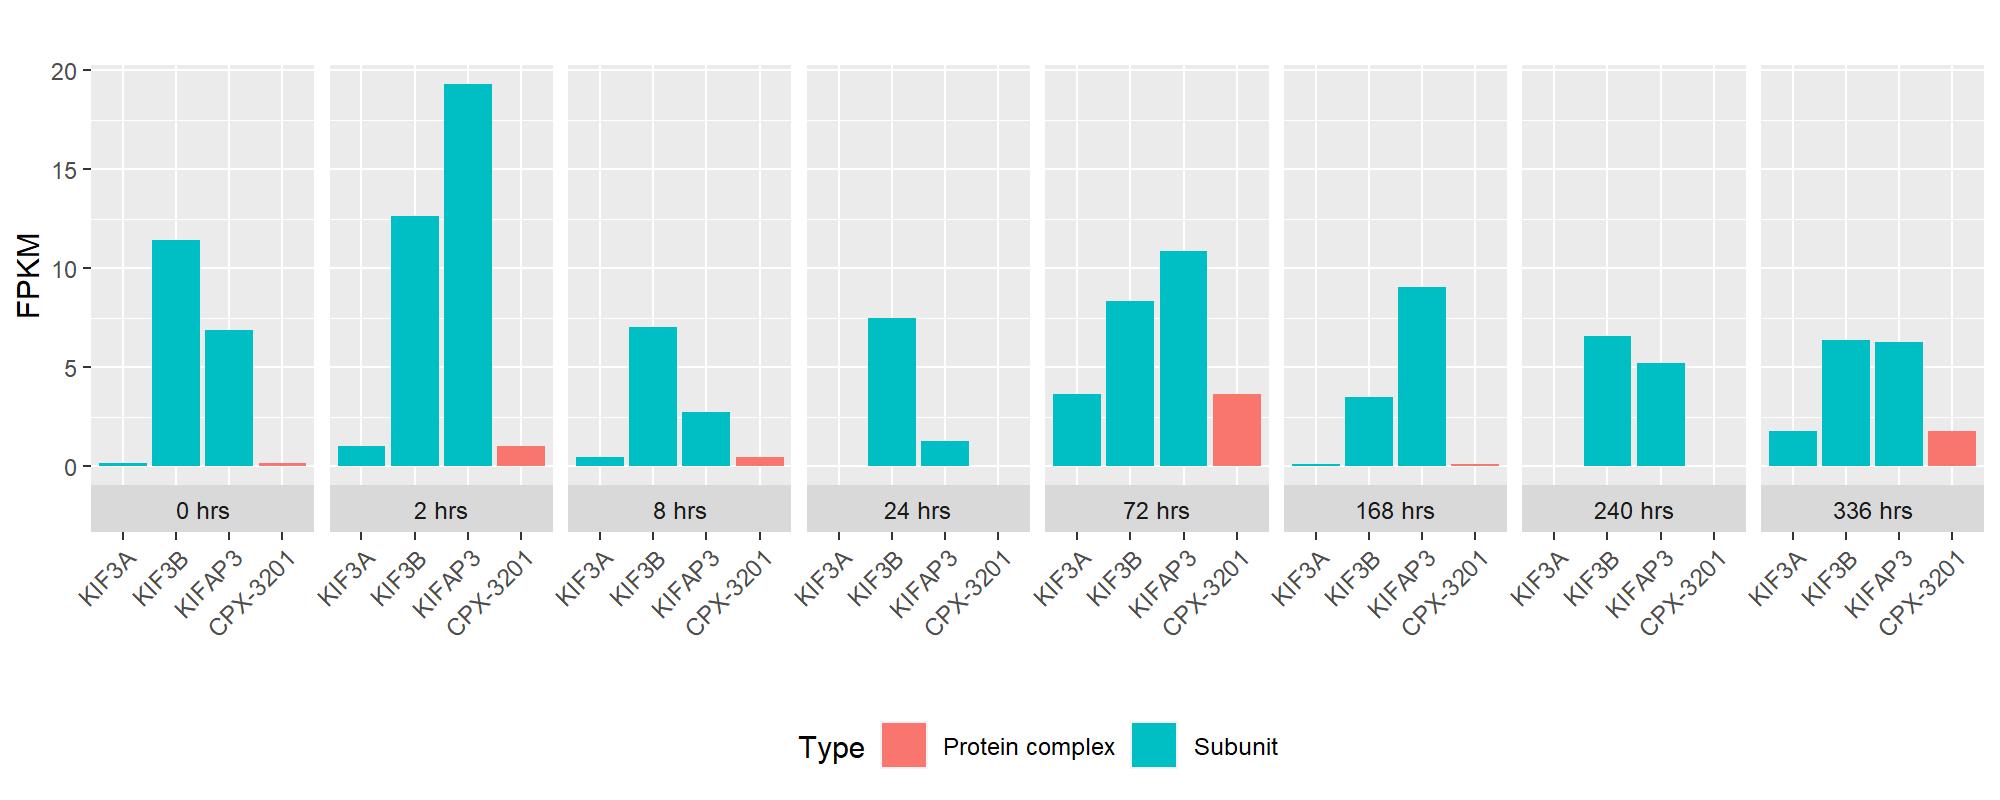 FPKM
20
15
10
5
0
0 hrs 2 hrs 8 hrs 24 hrs 72 hrs 168 hrs 240 hrs 336 hrs
KIF3A KIF3B KIFAP3 CPX-3201 KIF3A KIF3B KIFAP3 CPX-3201 KIF3A KIF3B KIFAP3 CPX-3201 KIF3A KIF3B KIFAP3 CPX-3201 KIF3A KIF3B KIFAP3 CPX-3201 KIF3A KIF3B KIFAP3 CPX-3201 KIF3A KIF3B KIFAP3 CPX-3201 KIF3A KIF3B KIFAP3 CPX-3201
Type Protein complex Subunit